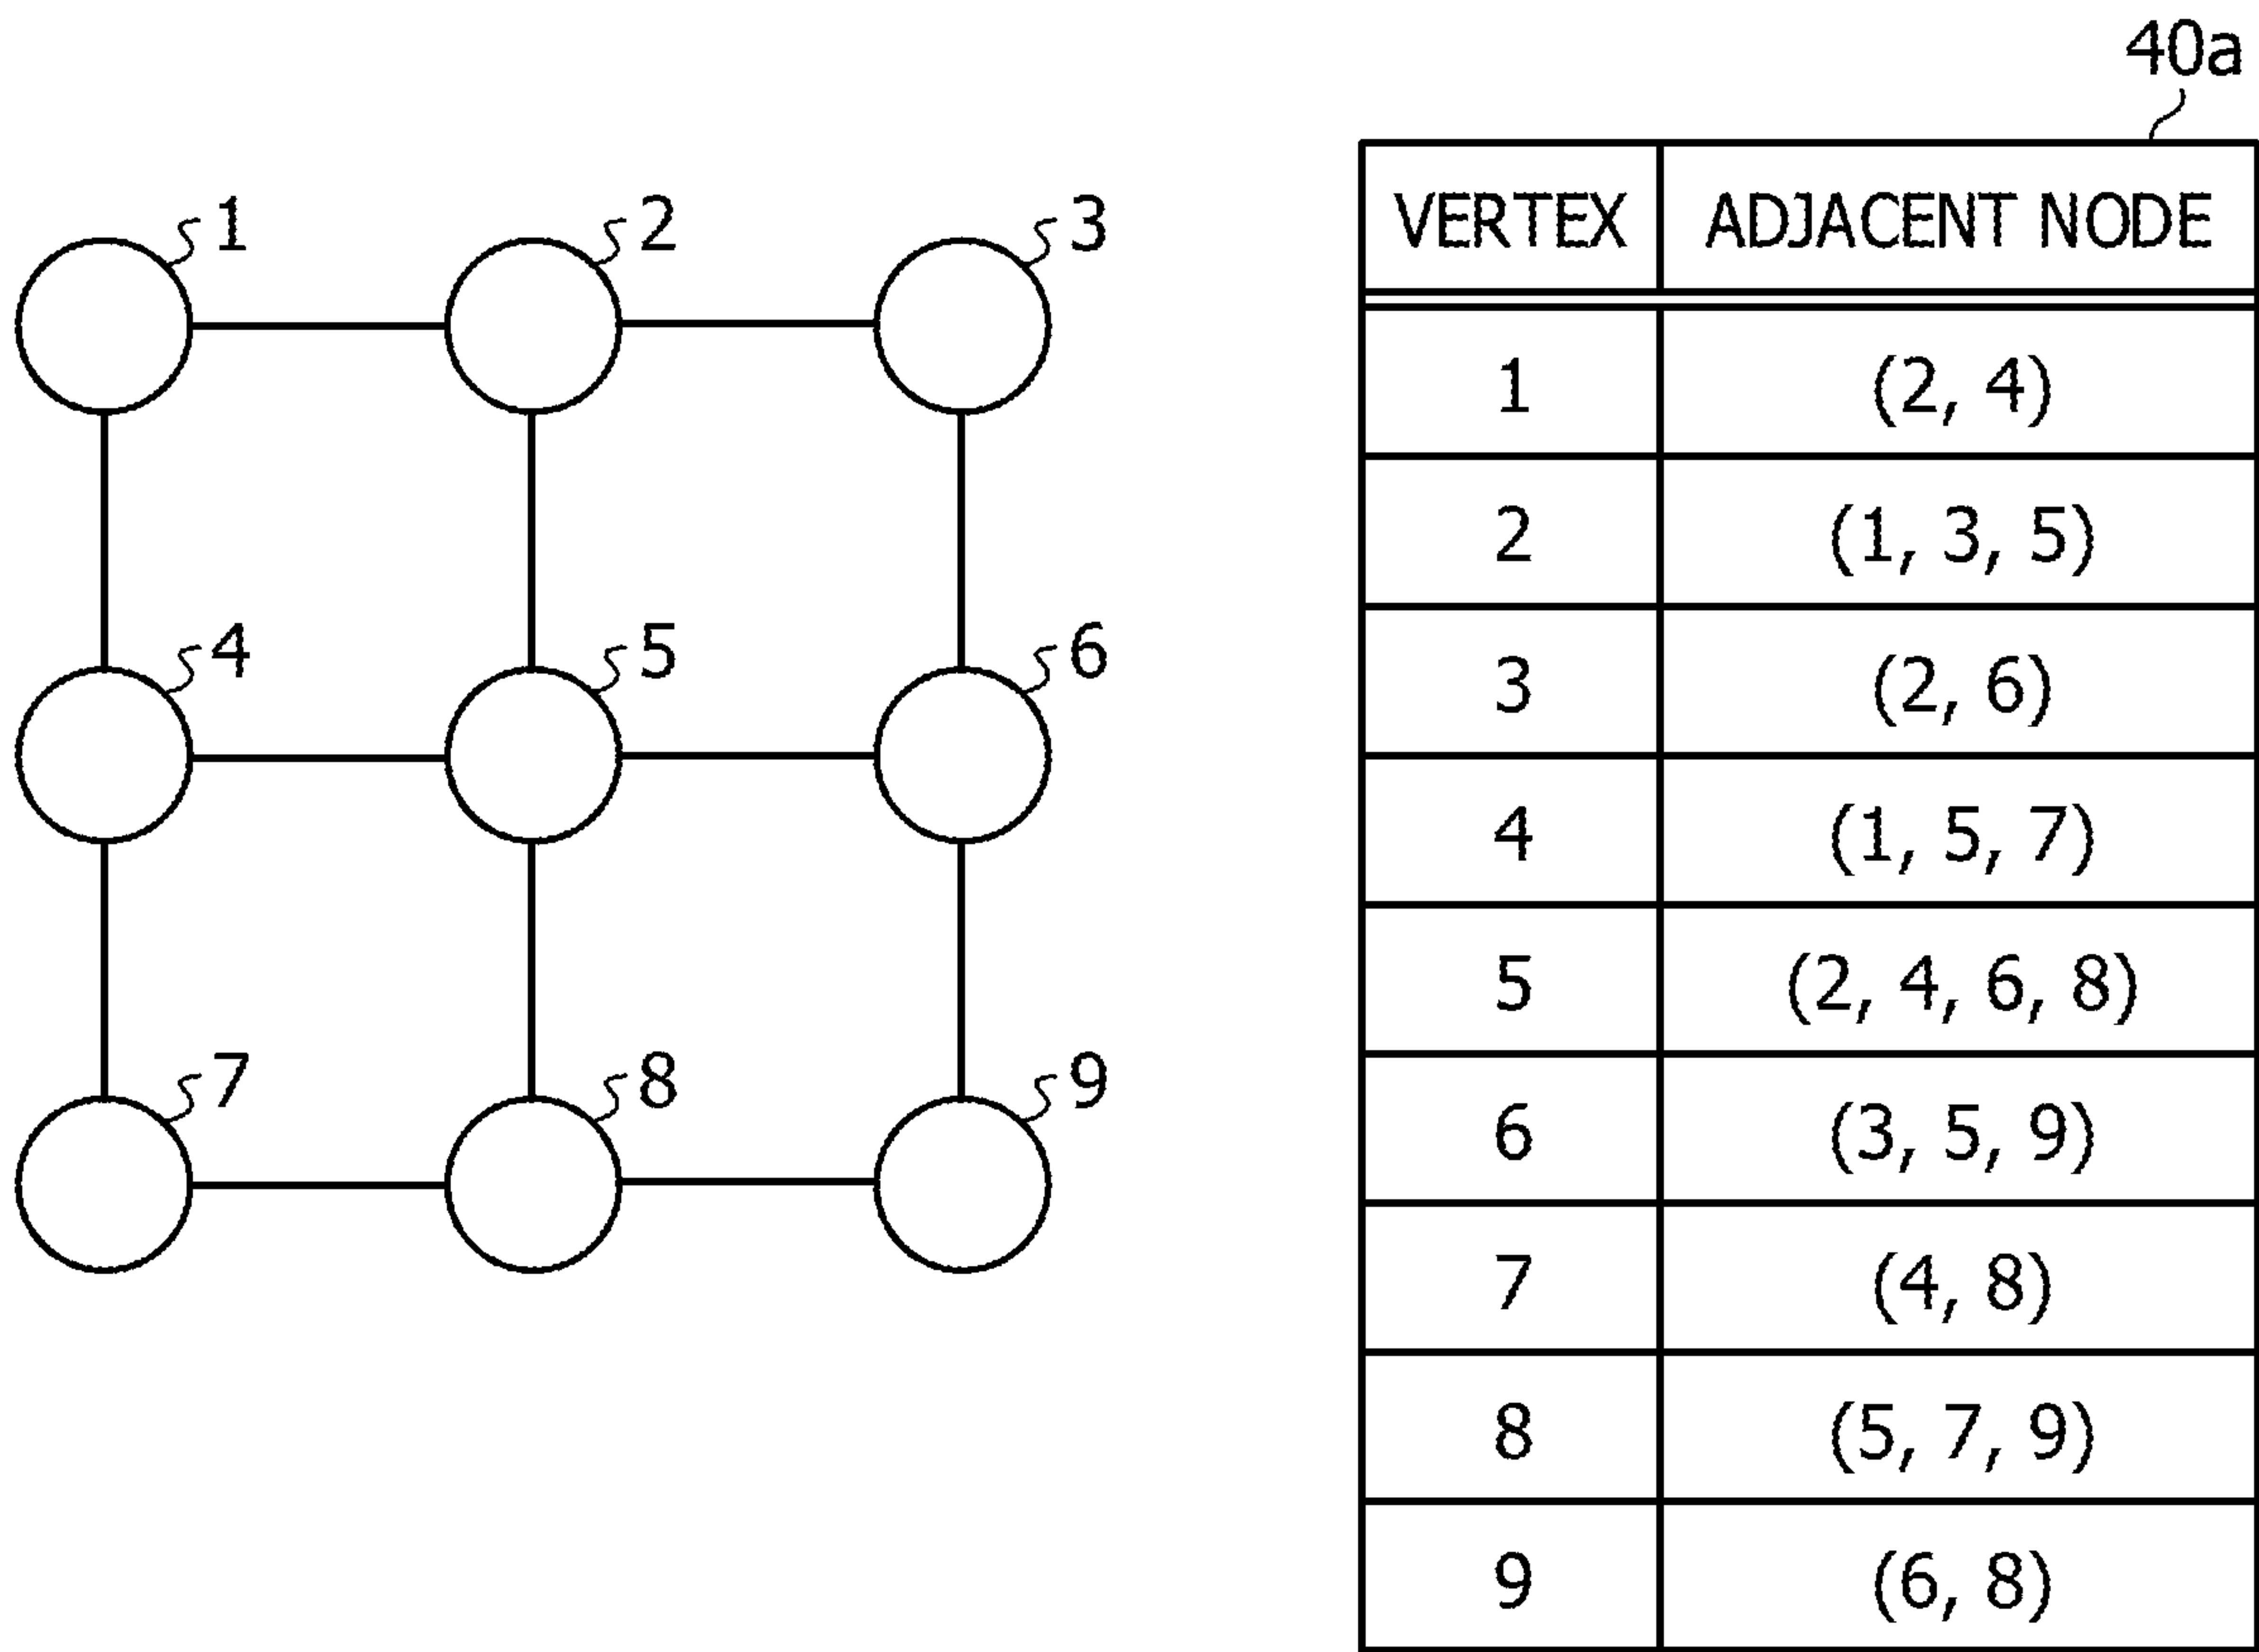 40a
1 2 3
4 5 6
7 8 9
VERTEX ADJACENT NODE
1 (2, 4)
2 (1, 3, 5)
3 (2, 6)
4 (1, 5, 7)
5 (2, 4, 6, 8)
6 (3, 5, 9)
7 (4, 8)
8 (5, 7, 9)
9 (6, 8)